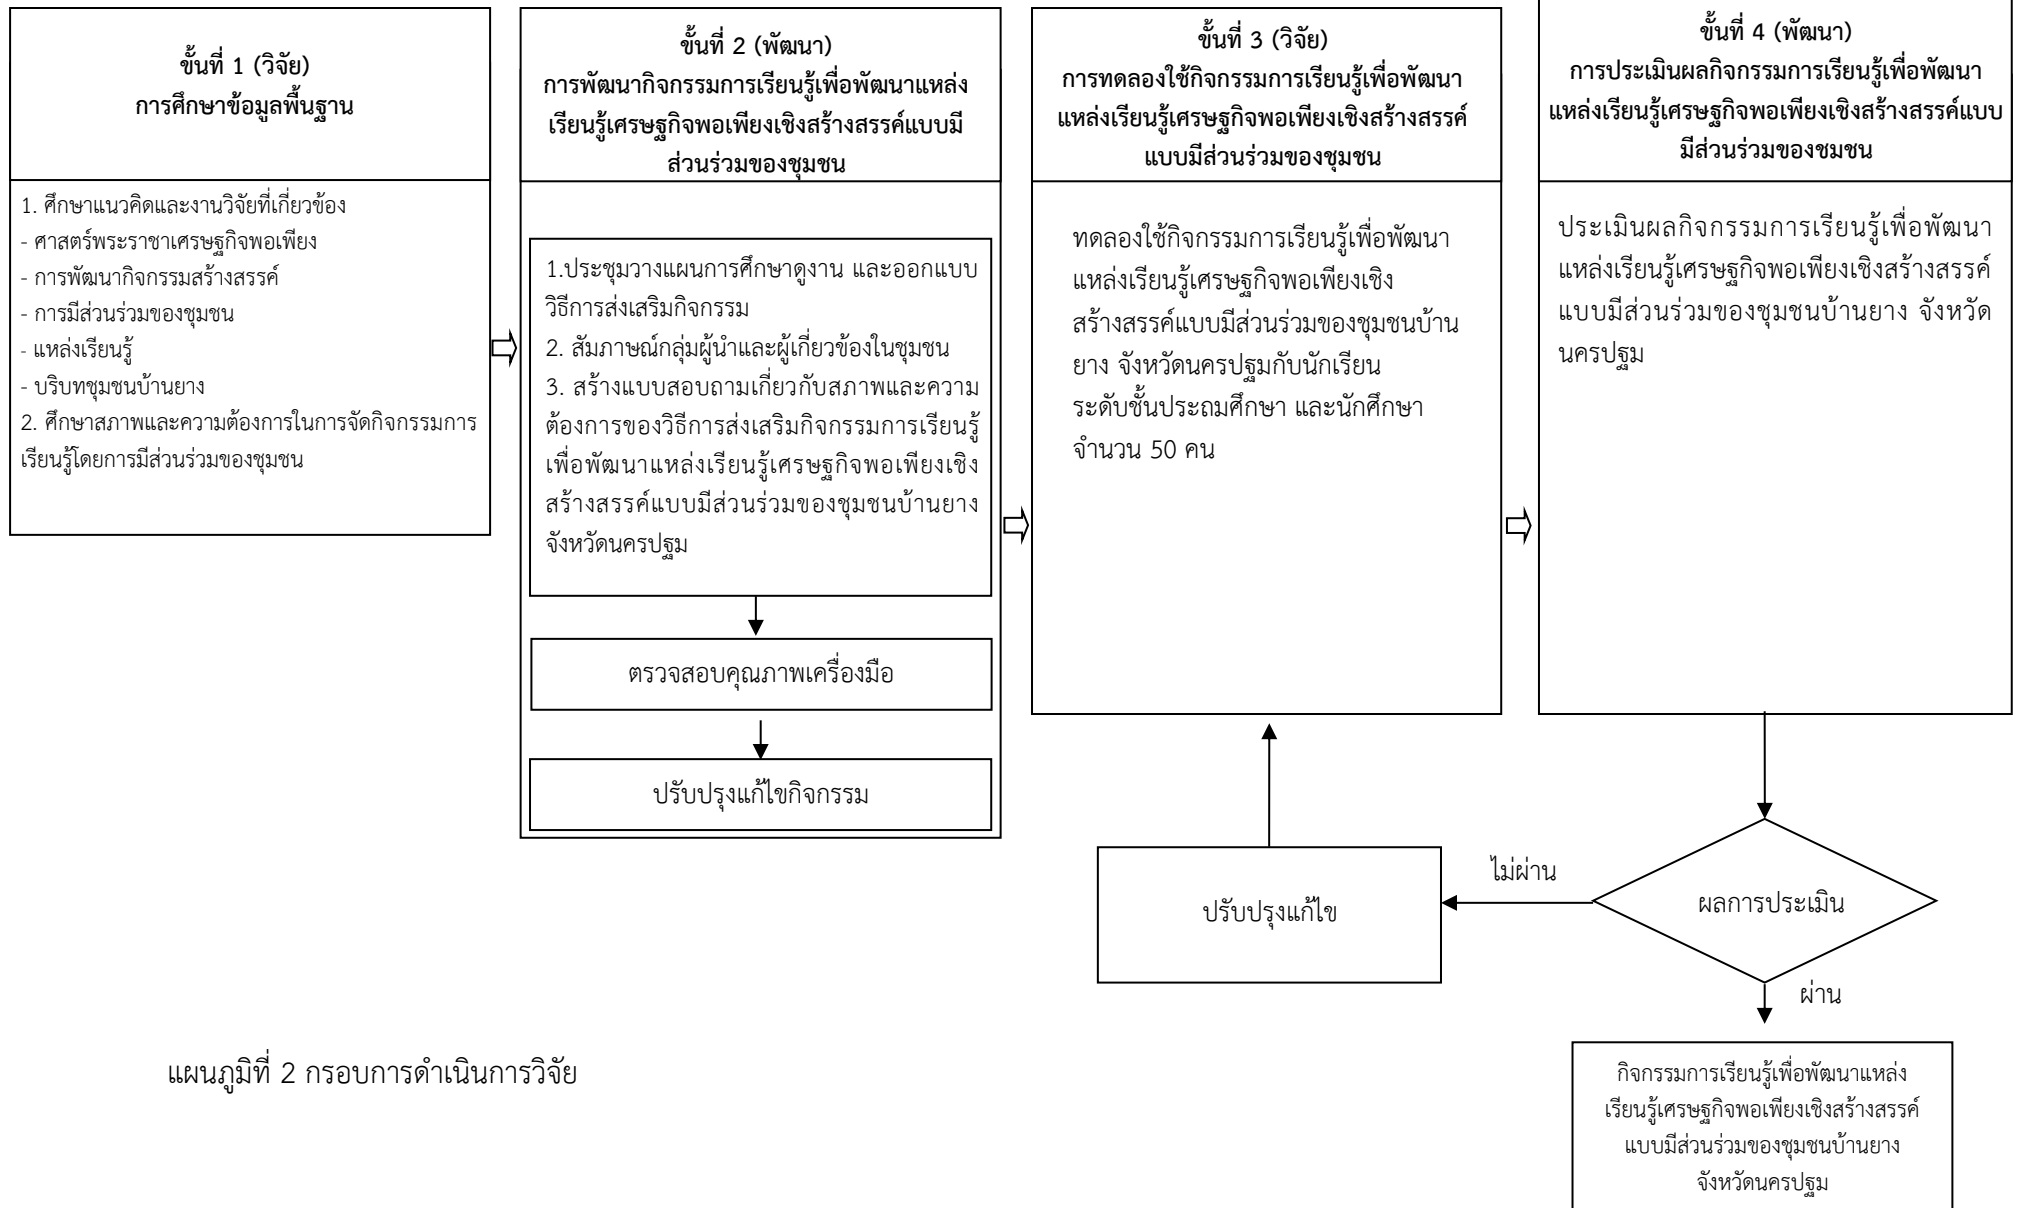 ขั้นที่ 1 (วิจัย)
การศึกษาข้อมูลพื้นฐาน
1. ศึกษาแนวคิดและงานวิจัยที่เกี่ยวข้อง
- ศาสตร์พระราชาเศรษฐกิจพอเพียง
- การพัฒนากิจกรรมสร้างสรรค์
- การมีส่วนร่วมของชุมชน
- แหล่งเรียนรู้
- บริบทชุมชนบ้านยาง
2. ศึกษาสภาพและความต้องการในการจัดกิจกรรมการ
เรียนรู้โดยการมีส่วนร่วมของชุมชน
ขั้นที่ 2 (พัฒนา)
การพัฒนากิจกรรมการเรียนรู้เพื่อพัฒนาแหล่ง
เรียนรู้เศรษฐกิจพอเพียงเชิงสร้างสรรค์แบบมี
ส่วนร่วมของชุมชน
1.ประชุมวางแผนการศึกษาดูงาน และออกแบบ
วิธีการส่งเสริมกิจกรรม
2. สัมภาษณ์กลุ่มผู้นำและผู้เกี่ยวข้องในชุมชน
3. สร้างแบบสอบถามเกี่ยวกับสภาพและความ
ต้องการของวิธีการส่งเสริมกิจกรรมการเรียนรู้
เพื่อพัฒนาแหล่งเรียนรู้เศรษฐกิจพอเพียงเชิง
สร้างสรรค์แบบมีส่วนร่วมของชุมชนบ้านยาง
จังหวัดนครปฐม
ตรวจสอบคุณภาพเครื่องมือ
ปรับปรุงแก้ไขกิจกรรม
ขั้นที่ 3 (วิจัย)
การทดลองใช้กิจกรรมการเรียนรู้เพื่อพัฒนา
แหล่งเรียนรู้เศรษฐกิจพอเพียงเชิงสร้างสรรค์
แบบมีส่วนร่วมของชุมชน
ทดลองใช้กิจกรรมการเรียนรู้เพื่อพัฒนา
แหล่งเรียนรู้เศรษฐกิจพอเพียงเชิง
สร้างสรรค์แบบมีส่วนร่วมของชุมชนบ้าน
ยาง จังหวัดนครปฐมกับนักเรียน
ระดับชั้นประถมศึกษา และนักศึกษา
จำนวน 50 คน
ขั้นที่ 4 (พัฒนา)
การประเมินผลกิจกรรมการเรียนรู้เพื่อพัฒนา
แหล่งเรียนรู้เศรษฐกิจพอเพียงเชิงสร้างสรรค์แบบ
มีส่วนร่วมของชมชน
ประเมินผลกิจกรรมการเรียนรู้เพื่อพัฒนา
แหล่งเรียนรู้เศรษฐกิจพอเพียงเชิงสร้างสรรค์
แบบมีส่วนร่วมของชุมชนบ้านยาง จังหวัด
นครปฐม
ผลการประเมิน
ไม่ผ่าน
ปรับปรุงแก้ไข
ผ่าน
กิจกรรมการเรียนรู้เพื่อพัฒนาแหล่ง
เรียนรู้เศรษฐกิจพอเพียงเชิงสร้างสรรค์
แบบมีส่วนร่วมของชุมชนบ้านยาง
จังหวัดนครปฐม
แผนภูมิที่ 2 กรอบการดำเนินการวิจัย